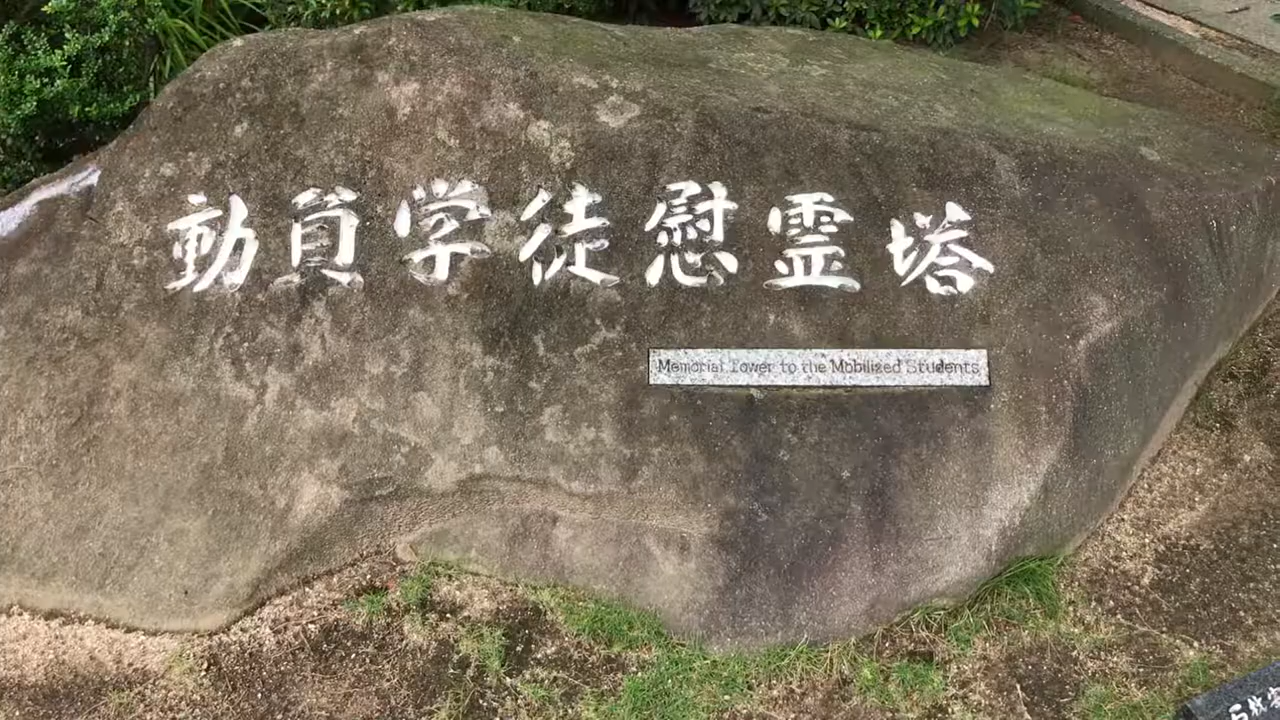 動員学徒慰霊塔
Memorial Tower to the Mobilized Students